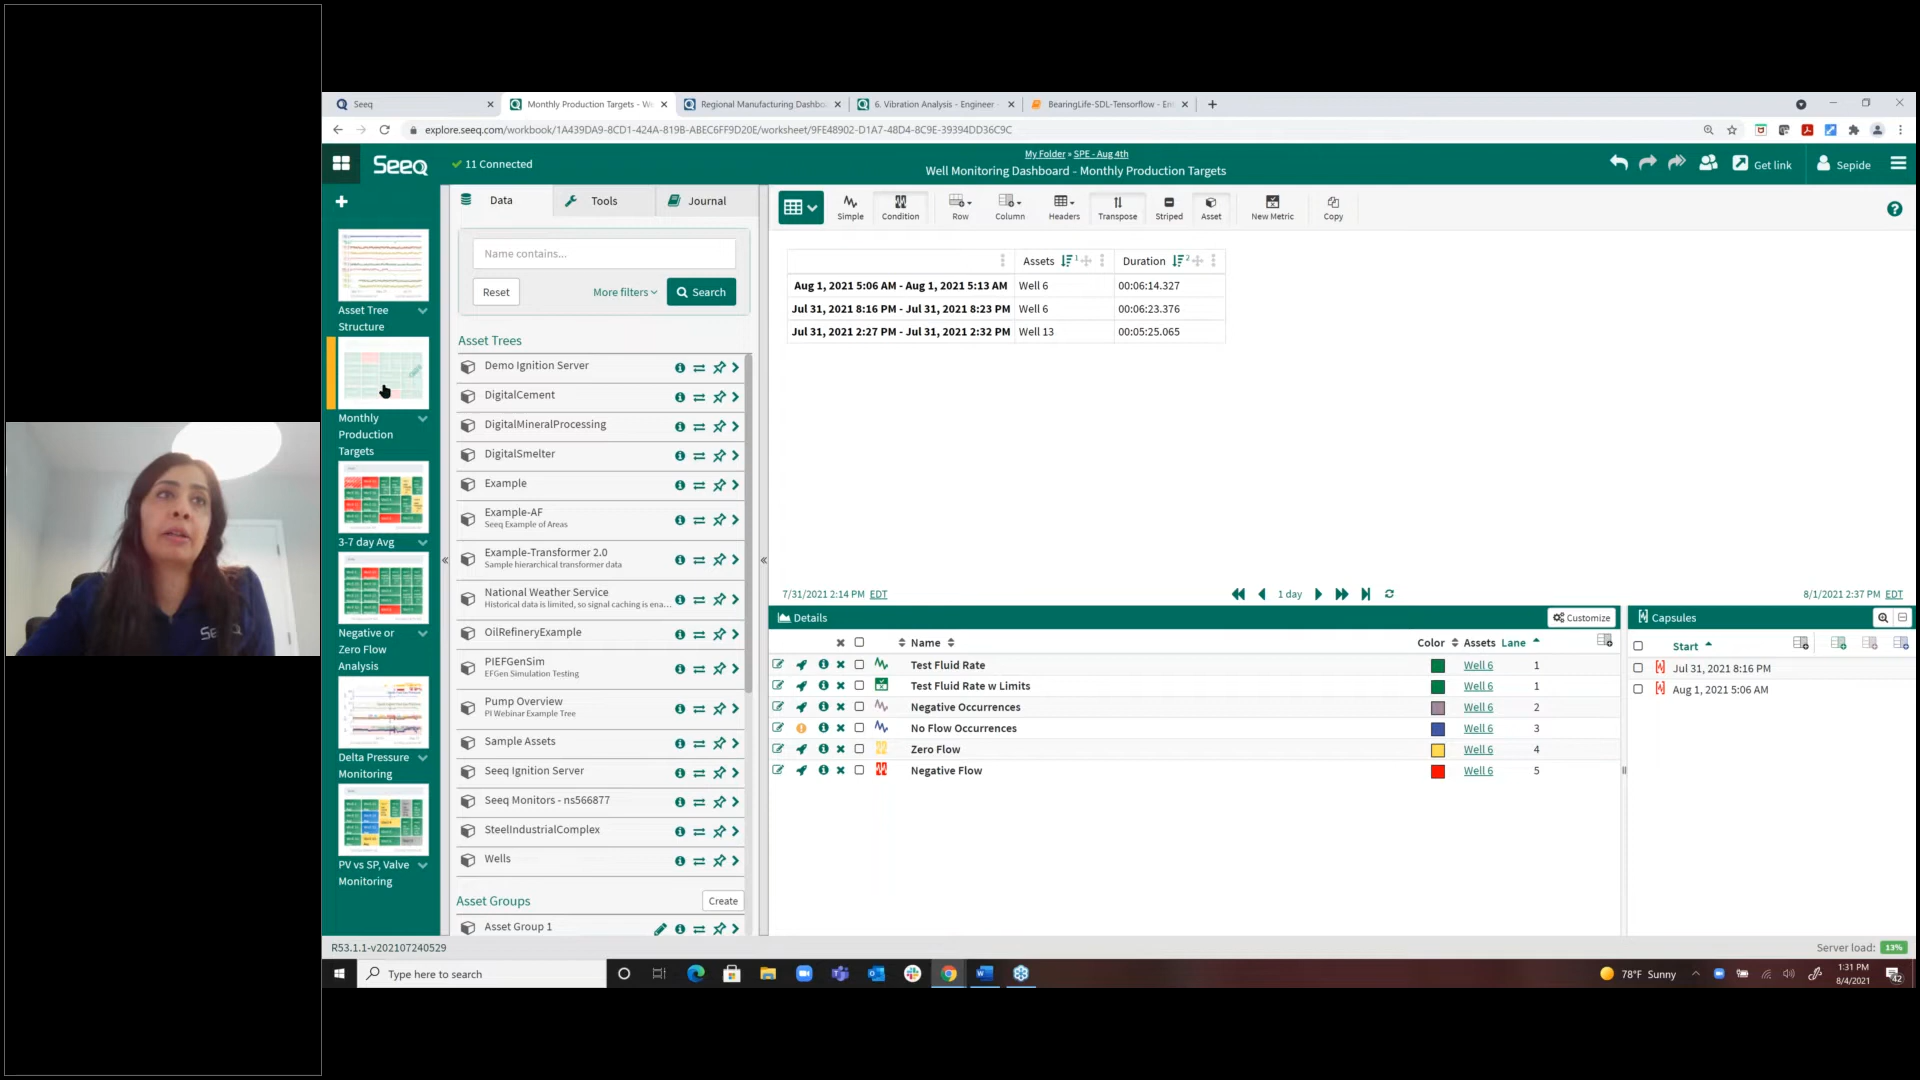 Seeq
Monthly Production Targets - We
Regional Manufacturing Dashbo
6. Vibration Analysis - Engineer
BearingLife-SDL-Tensorflow - En
explore.seeq.com/workbook/1A439DA9-8CD1-424A-819B-ABEC6FF9D20E/worksheet/9FE48902-D1A7-48D4-8C9E-39394DD36C9C
Seeq
11 Connected
My Folder » SPE - Aug 4th
Well Monitoring Dashboard - Monthly Production Targets
Get link
Sepide
Asset Tree
Structure
Monthly
Production
Targets
3-7 day Avg
Negative or
Zero Flow
Analysis
Delta Pressure
Monitoring
PV vs SP, Valve
Monitoring
Data
Tools
Journal
Name contains...
Reset
More filters
Search
Asset Trees
Demo Ignition Server
DigitalCement
DigitalMineralProcessing
DigitalSmelter
Example
Example-AF
Seeq Example of Areas
Example-Transformer 2.0
Sample hierarchical transformer data
National Weather Service
Historical data is limited, so signal caching is ena...
OilRefineryExample
PIEFGenSim
EFGen Simulation Testing
Pump Overview
PI Webinar Example Tree
Sample Assets
Seeq Ignition Server
Seeq Monitors - ns566877
SteelIndustrialComplex
Wells
Asset Groups
Create
Asset Group 1
Simple
Condition
Row
Column
Headers
Transpose
Striped
Asset
New Metric
Copy
Assets 1 Duration 2
Aug 1, 2021 5:06 AM - Aug 1, 2021 5:13 AM Well 6 00:06:14.327
Jul 31, 2021 8:16 PM - Jul 31, 2021 8:23 PM Well 6 00:06:23.376
Jul 31, 2021 2:27 PM - Jul 31, 2021 2:32 PM Well 13 00:05:25.065
7/31/2021 2:14 PM EDT
1 day
8/1/2021 2:37 PM EDT
Details
Customize
Name Color Assets Lane
Test Fluid Rate Well 6 1
Test Fluid Rate w Limits Well 6 1
Negative Occurrences Well 6 2
No Flow Occurrences Well 6 3
Zero Flow Well 6 4
Negative Flow Well 6 5
Capsules
Start
Jul 31, 2021 8:16 PM
Aug 1, 2021 5:06 AM
R53.1.1-v202107240529
Server load: 13%
Type here to search
78°F Sunny
1:31 PM
8/4/2021
42